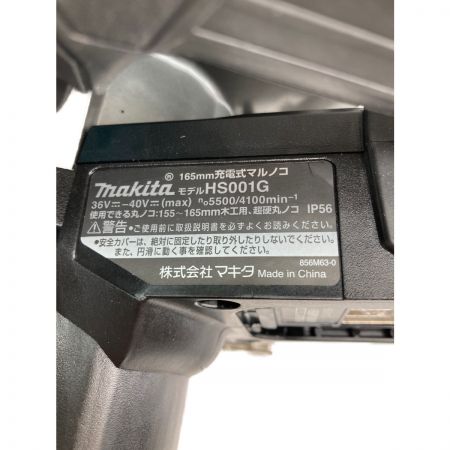 165mm充電式マルノコ
® makita モデルHS001G
36V⎓-40V⎓(max) n₀5500/4100min⁻¹
使用できる丸ノコ:155~165mm木工用、超硬丸ノコ IP56
⚠警告 ●ご使用前に取扱説明書を必ずよくお読みください。
●安全カバーは、絶対に固定したり取り外したりしないでください。
また、円滑に動く事を確認してください。
856M63-0
株式会社マキタ Made in China